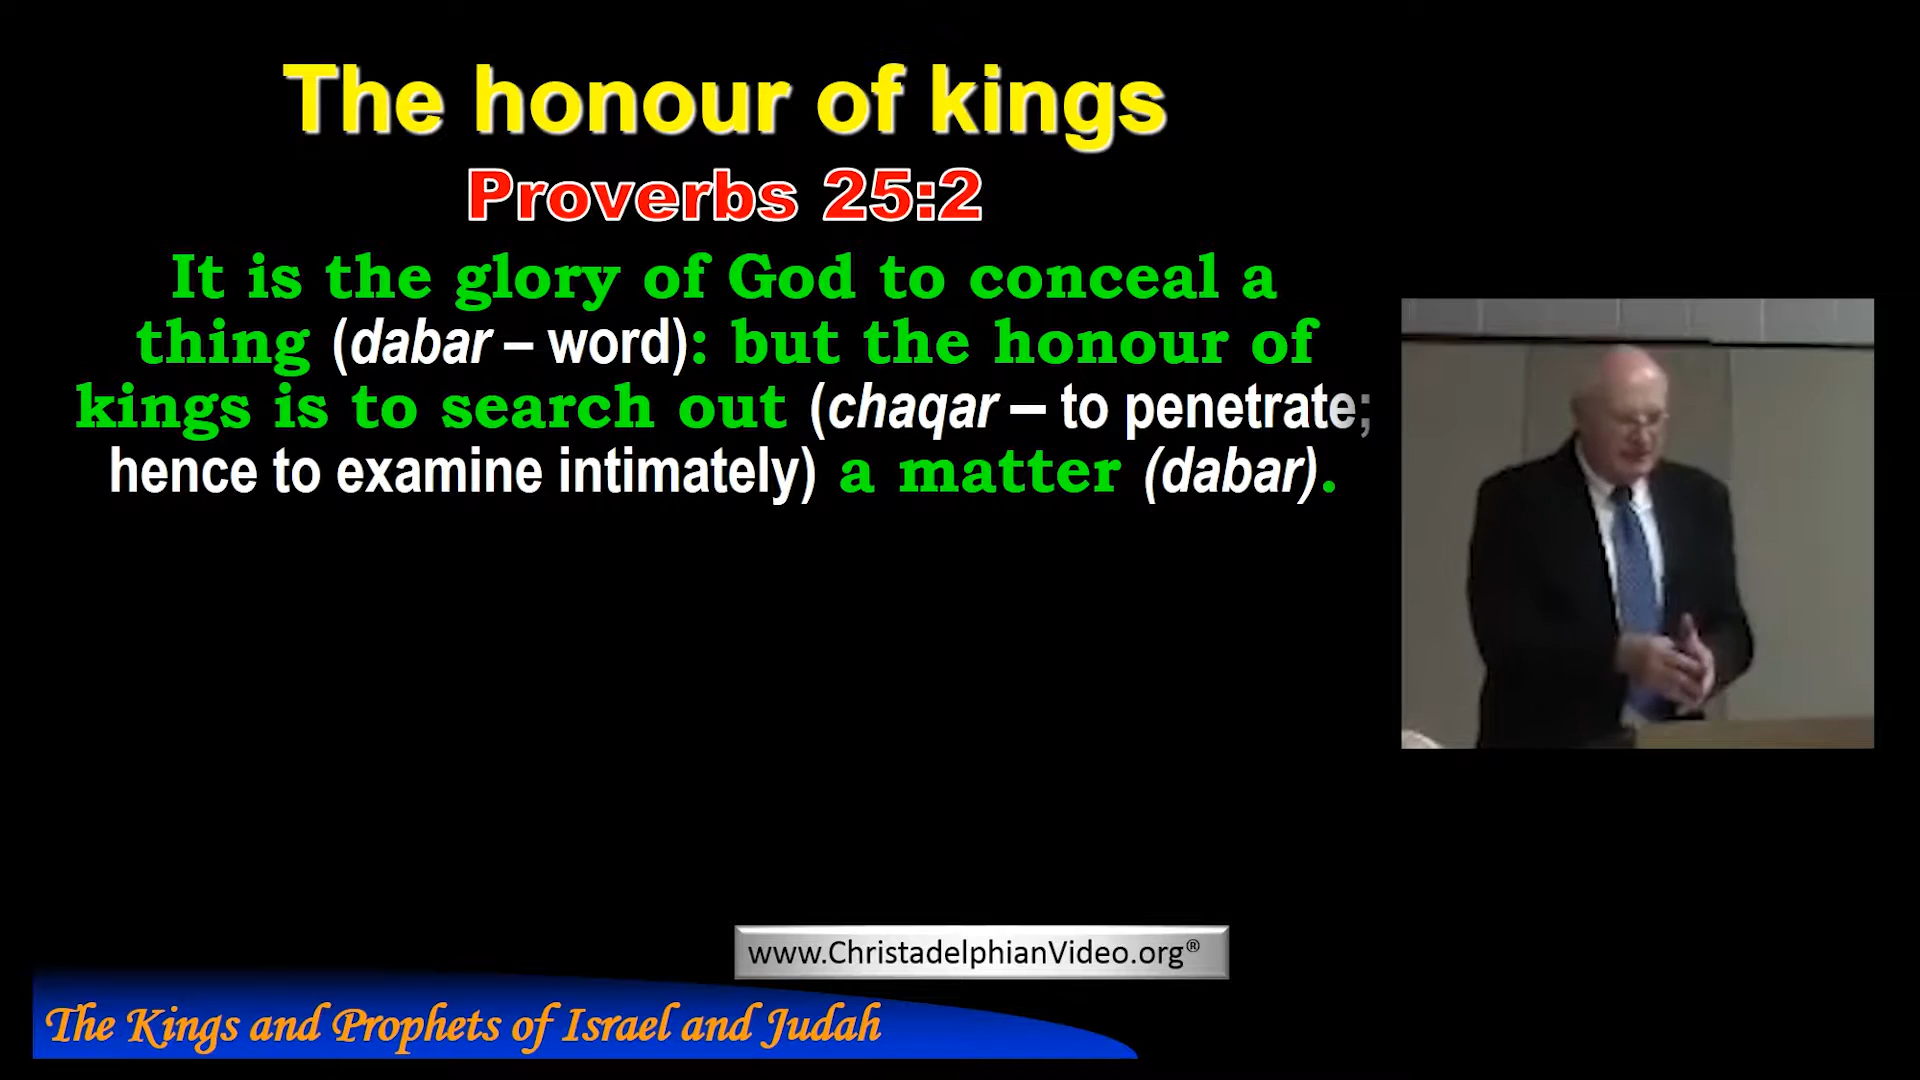 The honour of kings
Proverbs 25:2
It is the glory of God to conceal a
thing (dabar – word): but the honour of
kings is to search out (chaqar – to penetrate;
hence to examine intimately) a matter (dabar).
www.ChristadelphianVideo.org®
The Kings and Prophets of Israel and Judah